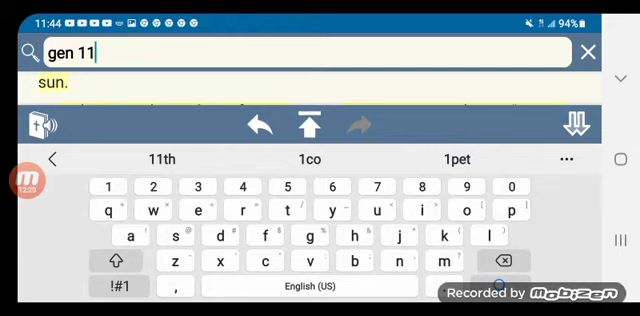 11:44 94%
gen 11
sun.
11th 1co 1pet
1 2 3 4 5 6 7 8 9 0
q w e r t y u i o p
a s d f g h j k l
z x c v b n m
!#1 , English (US)
12:20
Recorded by MOBIZEN